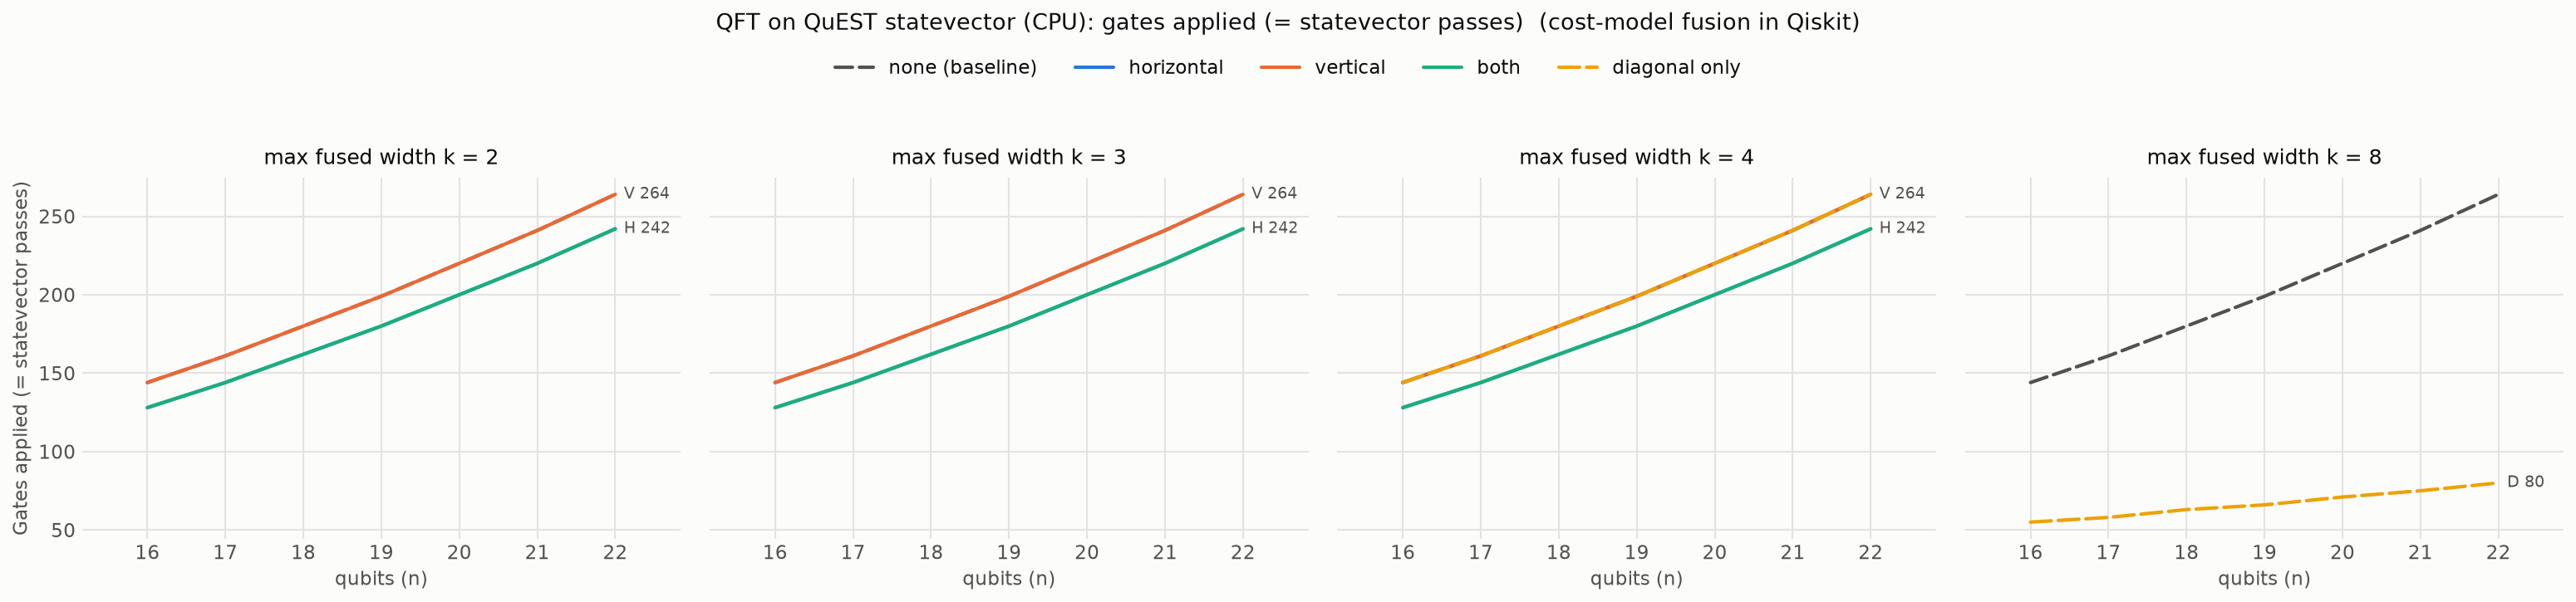 QFT on QuEST statevector (CPU): gates applied (= statevector passes)  (cost-model fusion in Qiskit)
none (baseline) horizontal vertical both diagonal only
max fused width k = 2
Gates applied (= statevector passes)
250
200
150
100
50
V 264
H 242
16 17 18 19 20 21 22
qubits (n)
max fused width k = 3
V 264
H 242
16 17 18 19 20 21 22
qubits (n)
max fused width k = 4
V 264
H 242
16 17 18 19 20 21 22
qubits (n)
max fused width k = 8
D 80
16 17 18 19 20 21 22
qubits (n)